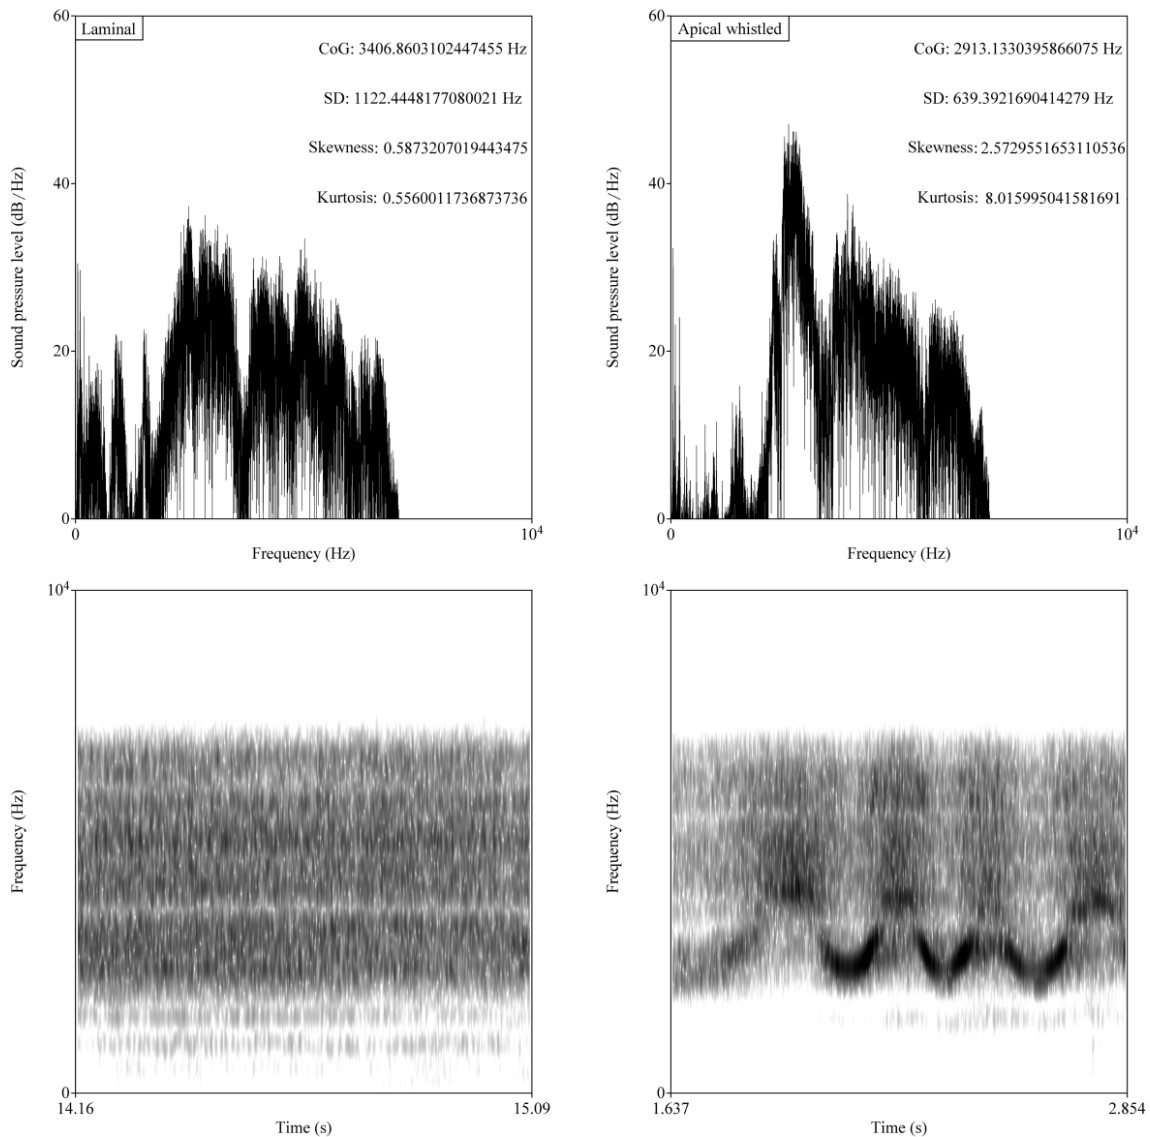 60
Laminal
CoG: 3406.8603102447455 Hz
SD: 1122.4448177080021 Hz
Skewness: 0.5873207019443475
Kurtosis: 0.5560011736873736
40
20
0
0
10⁴
Sound pressure level (dB/Hz)
Frequency (Hz)
60
Apical whistled
CoG: 2913.1330395866075 Hz
SD: 639.3921690414279 Hz
Skewness: 2.5729551653110536
Kurtosis: 8.015995041581691
40
20
0
0
10⁴
Sound pressure level (dB/Hz)
Frequency (Hz)
10⁴
Frequency (Hz)
0
14.16
15.09
Time (s)
10⁴
Frequency (Hz)
0
1.637
2.854
Time (s)